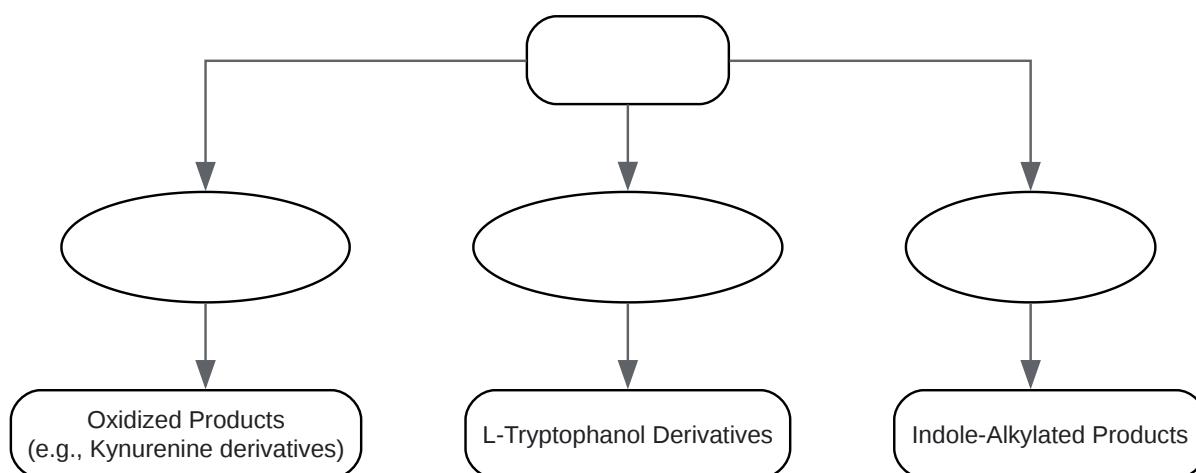 Oxidized Products
(e.g., Kynurenine derivatives)
L-Tryptophanol Derivatives
Indole-Alkylated Products